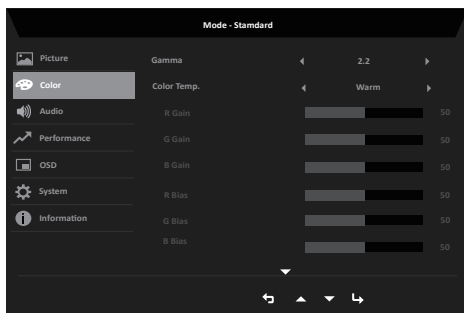 Mode - Stamdard
Picture
Color
Audio
Performance
OSD
System
Information
Gamma 2.2
Color Temp. Warm
R Gain 50
G Gain 50
B Gain 50
R Bias 50
G Bias 50
B Bias 50